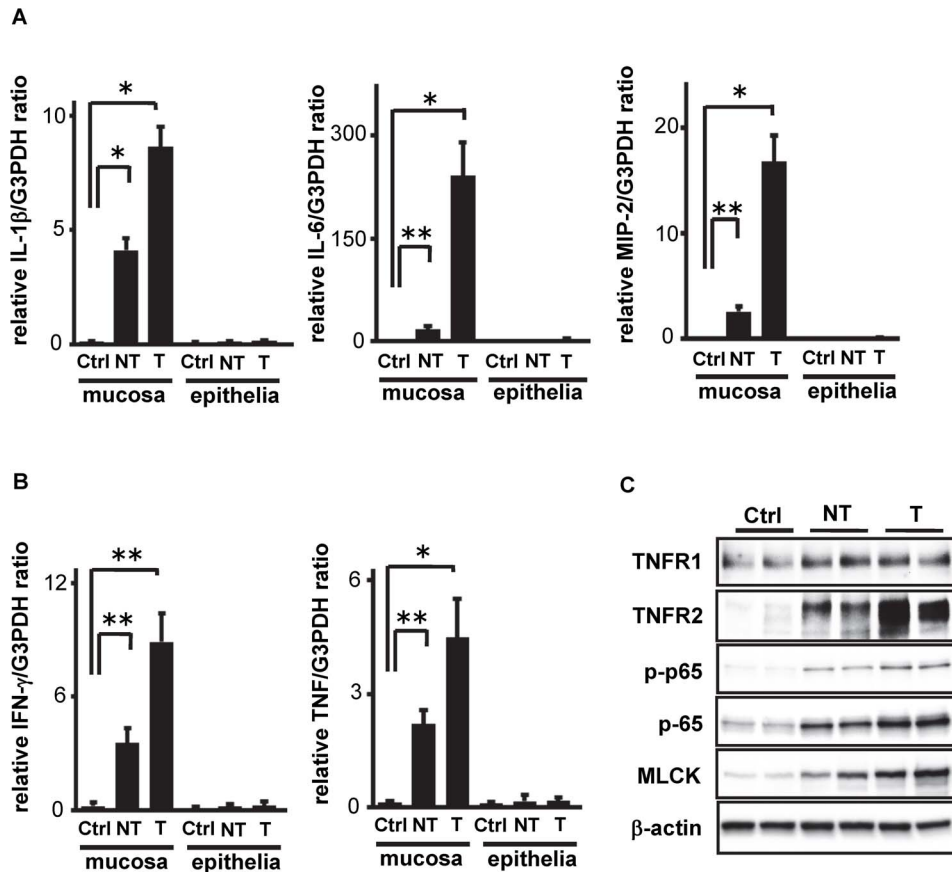 A
relative IL-1β/G3PDH ratio
10
5
0
*
*
Ctrl NT T Ctrl NT T
mucosa epithelia
relative IL-6/G3PDH ratio
300
150
0
*
**
Ctrl NT T Ctrl NT T
mucosa epithelia
relative MIP-2/G3PDH ratio
20
10
0
*
**
Ctrl NT T Ctrl NT T
mucosa epithelia
B
relative IFN-γ/G3PDH ratio
12
6
0
**
**
Ctrl NT T Ctrl NT T
mucosa epithelia
relative TNF/G3PDH ratio
6
3
0
*
**
Ctrl NT T Ctrl NT T
mucosa epithelia
C
Ctrl NT T
TNFR1
TNFR2
p-p65
p-65
MLCK
β-actin